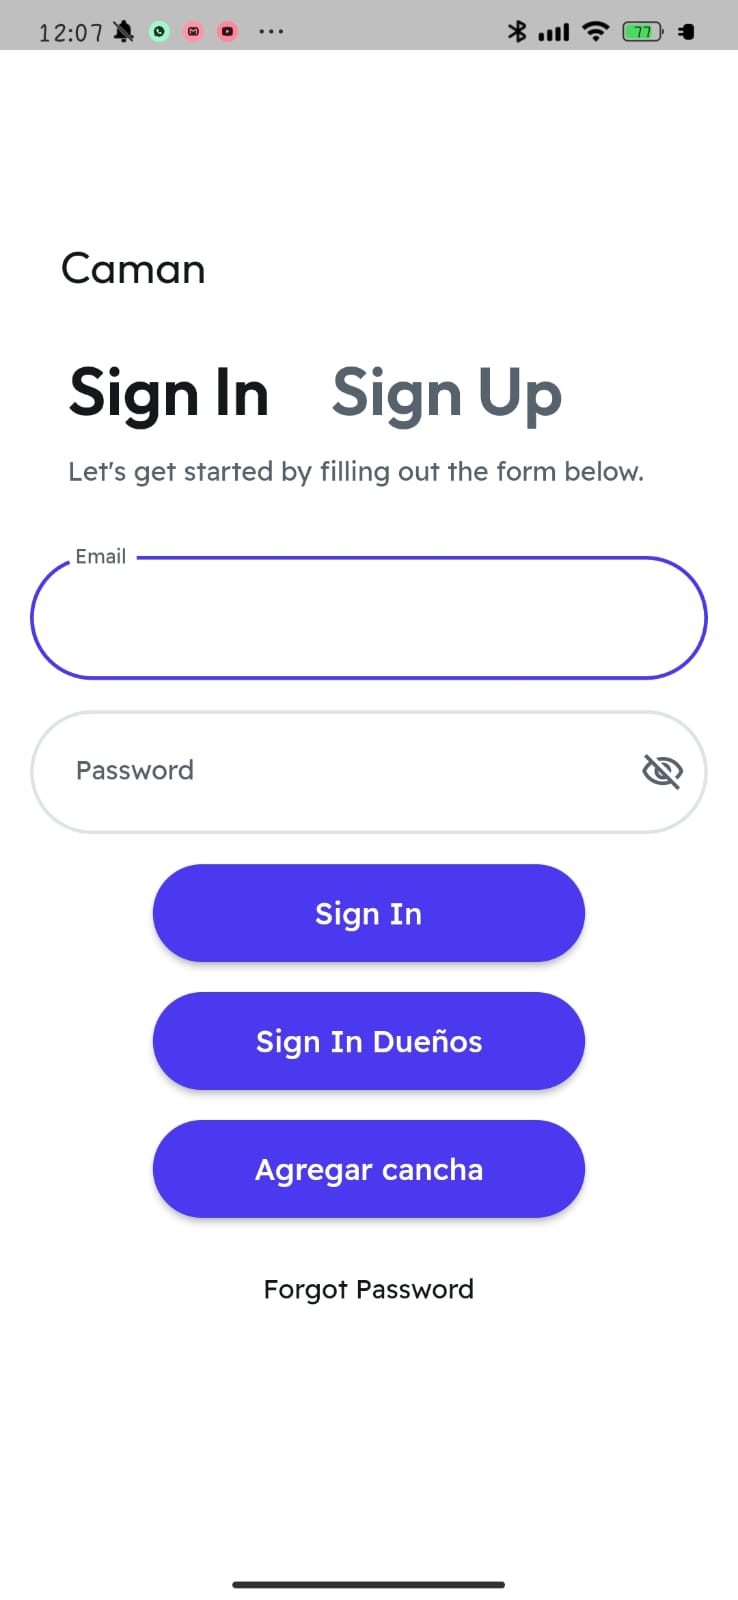 12:07 ... 77
Caman
Sign In Sign Up
Let's get started by filling out the form below.
Email
Password
Sign In
Sign In Dueños
Agregar cancha
Forgot Password